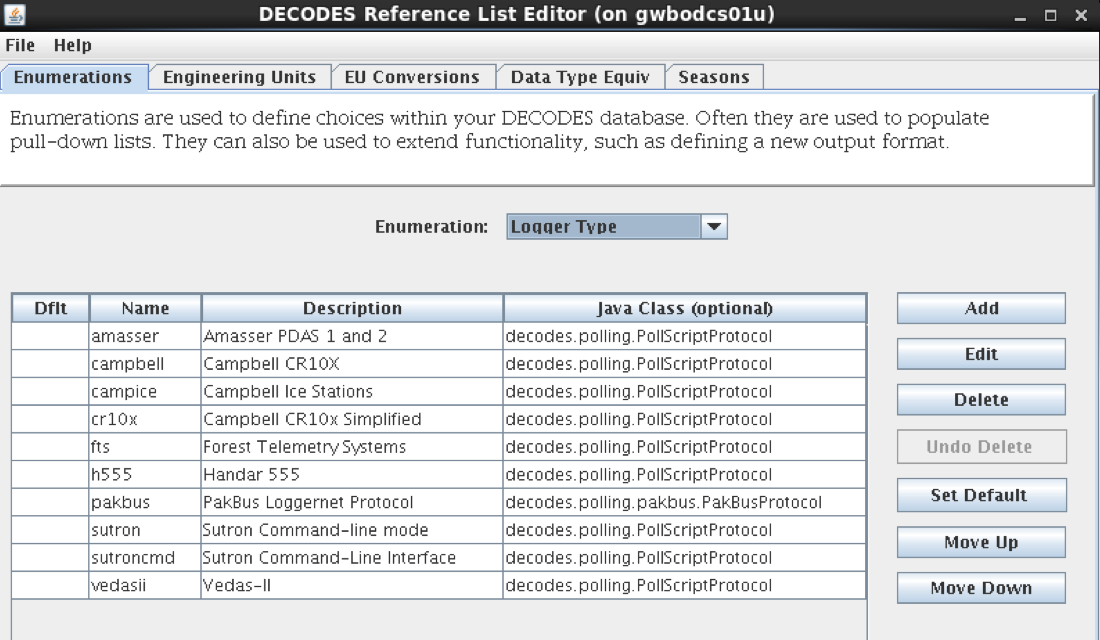 DECODES Reference List Editor (on gwbodcs01u)
File Help
Enumerations Engineering Units EU Conversions Data Type Equiv Seasons
Enumerations are used to define choices within your DECODES database. Often they are used to populate
pull-down lists. They can also be used to extend functionality, such as defining a new output format.
Enumeration: Logger Type
Dflt Name Description Java Class (optional)
amasser Amasser PDAS 1 and 2 decodes.polling.PollScriptProtocol
campbell Campbell CR10X decodes.polling.PollScriptProtocol
campice Campbell Ice Stations decodes.polling.PollScriptProtocol
cr10x Campbell CR10x Simplified decodes.polling.PollScriptProtocol
fts Forest Telemetry Systems decodes.polling.PollScriptProtocol
h555 Handar 555 decodes.polling.PollScriptProtocol
pakbus PakBus Loggernet Protocol decodes.polling.pakbus.PakBusProtocol
sutron Sutron Command-line mode decodes.polling.PollScriptProtocol
sutroncmd Sutron Command-Line Interface decodes.polling.PollScriptProtocol
vedasii Vedas-II decodes.polling.PollScriptProtocol
Add
Edit
Delete
Undo Delete
Set Default
Move Up
Move Down